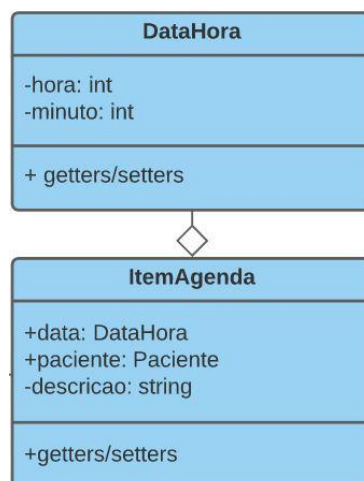 DataHora
-hora: int
-minuto: int
+ getters/setters
ItemAgenda
+data: DataHora
+paciente: Paciente
-descricao: string
+getters/setters